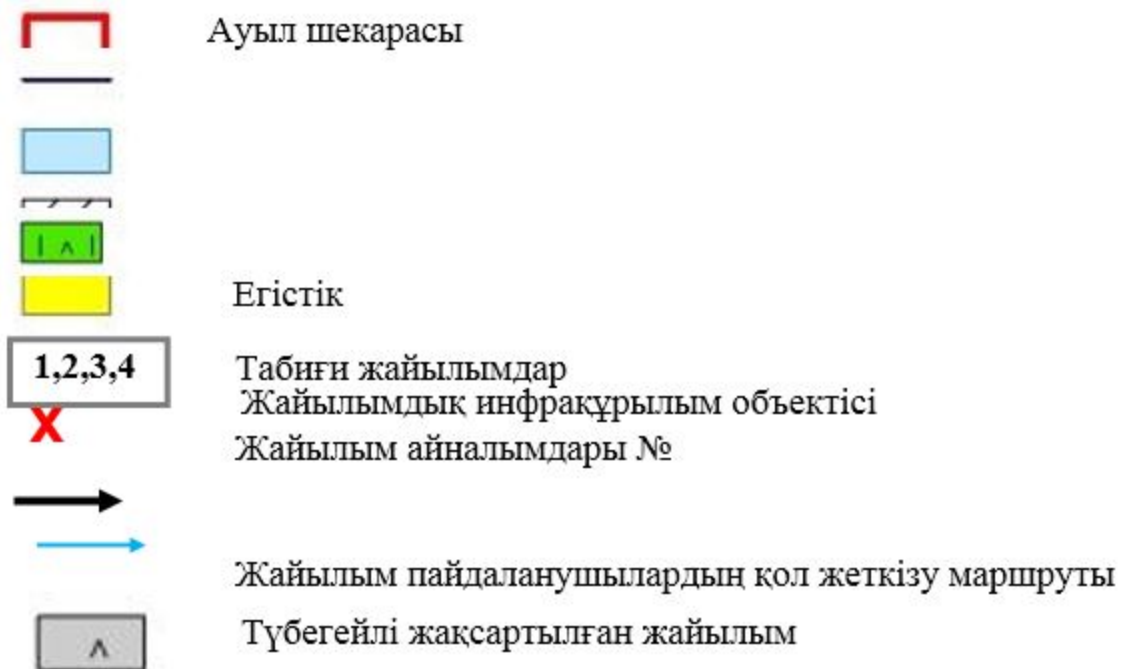 Ауыл шекарасы
| ʌ |
Егістік
1,2,3,4
Табиғи жайылымдар
Жайылымдық инфрақұрылым объектісі
X
Жайылым айналымдары №
Жайылым пайдаланушылардың қол жеткізу маршруты
Түбегейлі жақсартылған жайылым
ʌ